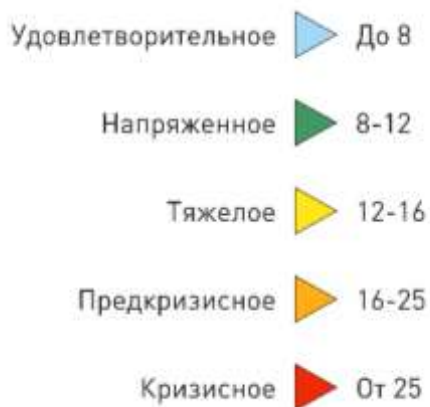 Удовлетворительное До 8
Напряженное 8-12
Тяжелое 12-16
Предкризисное 16-25
Кризисное От 25